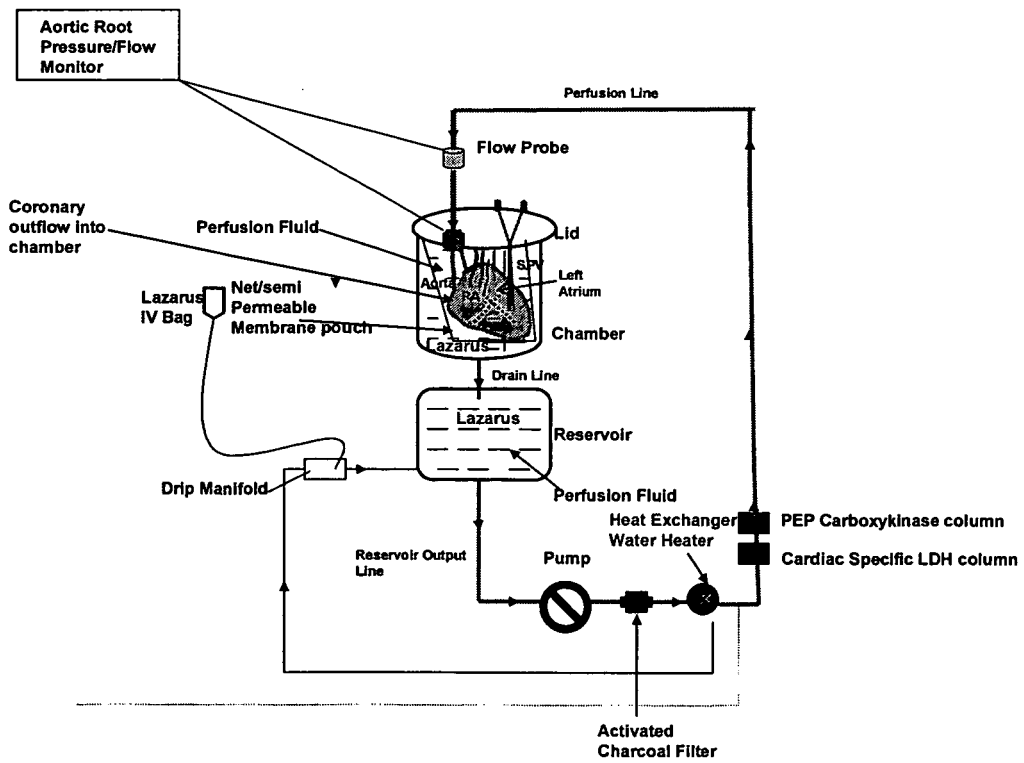 Aortic Root
Pressure/Flow
Monitor
Perfusion Line
Flow Probe
Coronary
outflow into
chamber
Perfusion Fluid
Lid
SPV
Aorta
RA
Left
Atrium
Net/semi
Permeable
Membrane pouch
Lazarus
IV Bag
Chamber
Lazarus
Drain Line
Lazarus
Reservoir
Drip Manifold
Perfusion Fluid
Heat Exchanger
Water Heater
PEP Carboxykinase column
Cardiac Specific LDH column
Reservoir Output
Line
Pump
Activated
Charcoal Filter